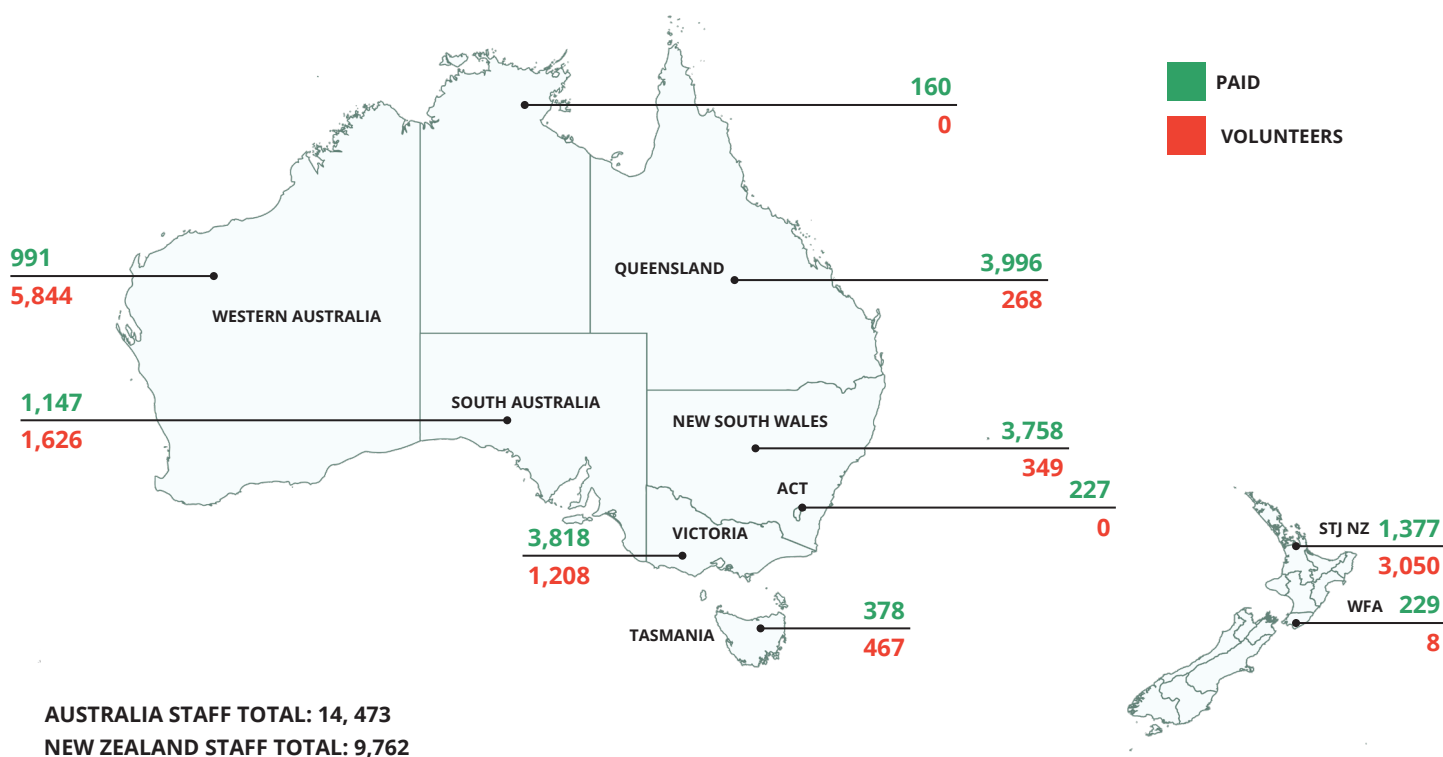 160
0
PAID
VOLUNTEERS
991
5,844
WESTERN AUSTRALIA
QUEENSLAND
3,996
268
1,147
1,626
SOUTH AUSTRALIA
NEW SOUTH WALES
3,758
349
ACT
227
0
3,818
1,208
VICTORIA
STJ NZ 1,377
3,050
WFA 229
8
TASMANIA
378
467
AUSTRALIA STAFF TOTAL: 14, 473
NEW ZEALAND STAFF TOTAL: 9,762